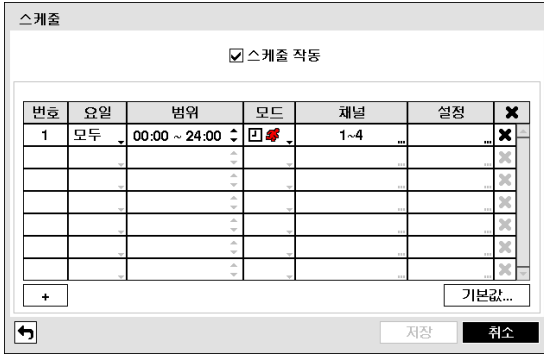 스케줄
스케줄 작동
번호 요일 범위 모드 채널 설정
1 모두 00:00 ~ 24:00 1~4 ...
+ 기본값...
저장 취소